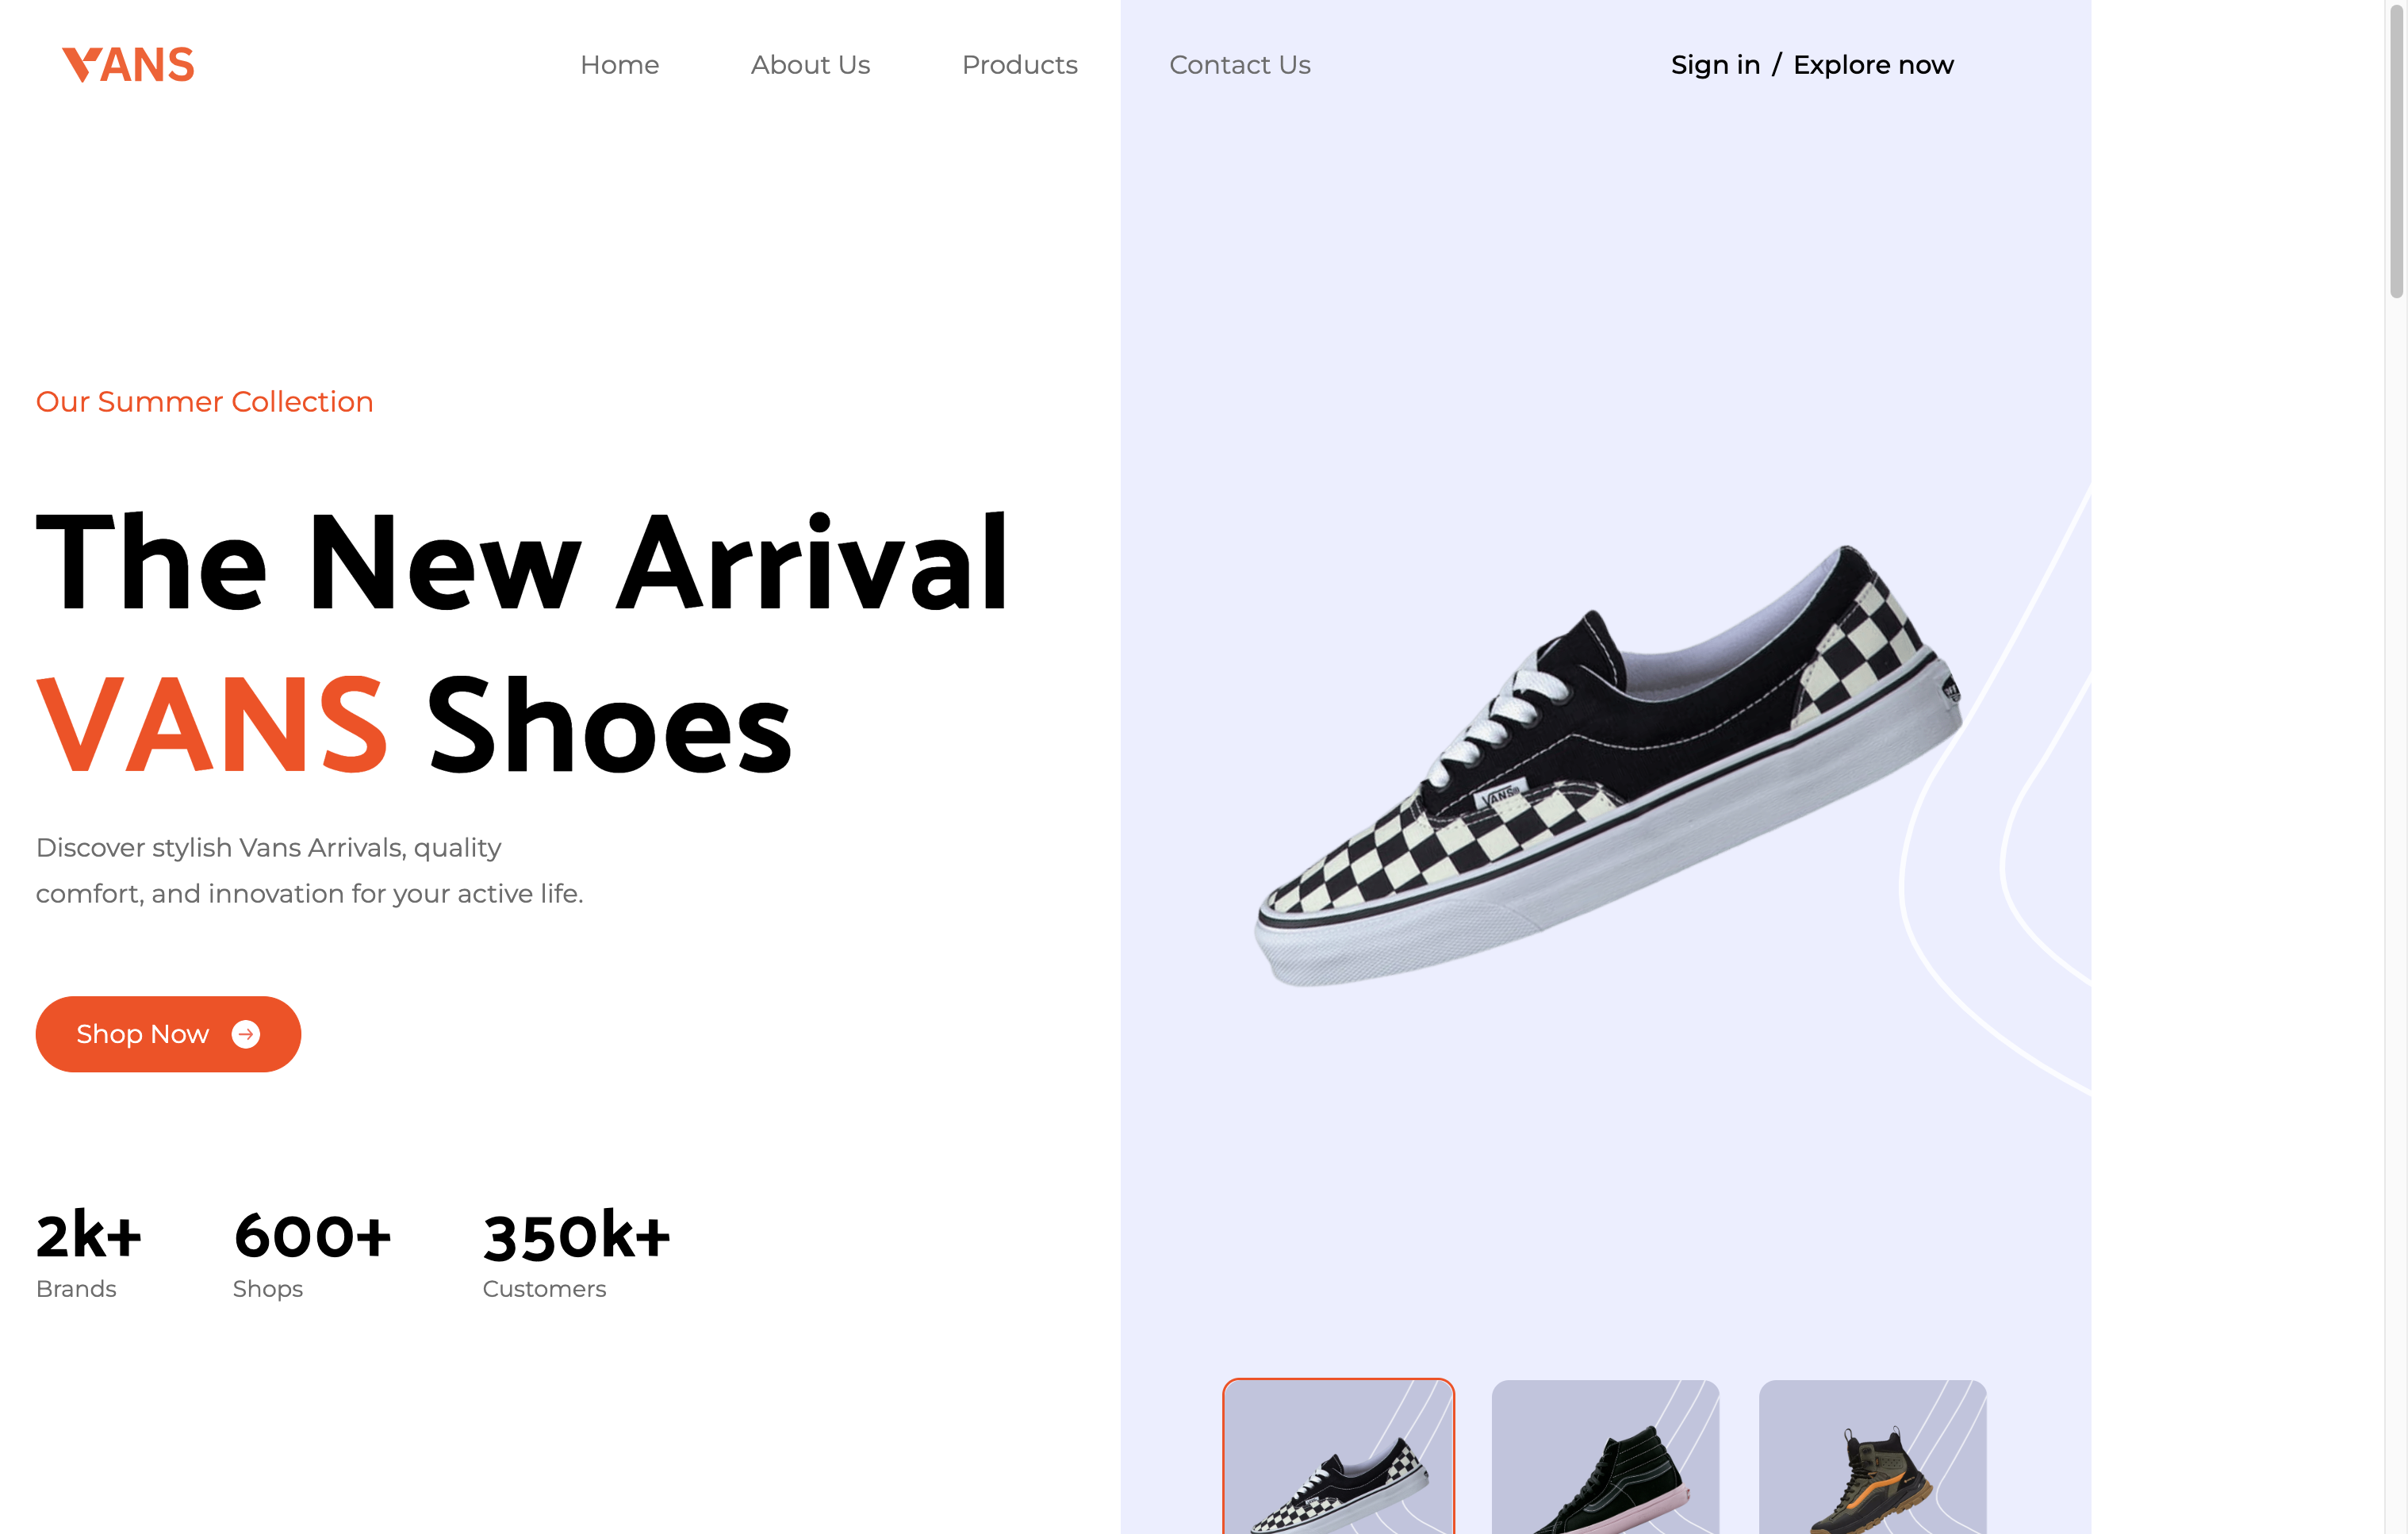 VANS
Home
About Us
Products
Contact Us
Sign in / Explore now
Our Summer Collection
The New Arrival
VANS Shoes
Discover stylish Vans Arrivals, quality
comfort, and innovation for your active life.
VANS
Shop Now
2k+
Brands
600+
Shops
350k+
Customers